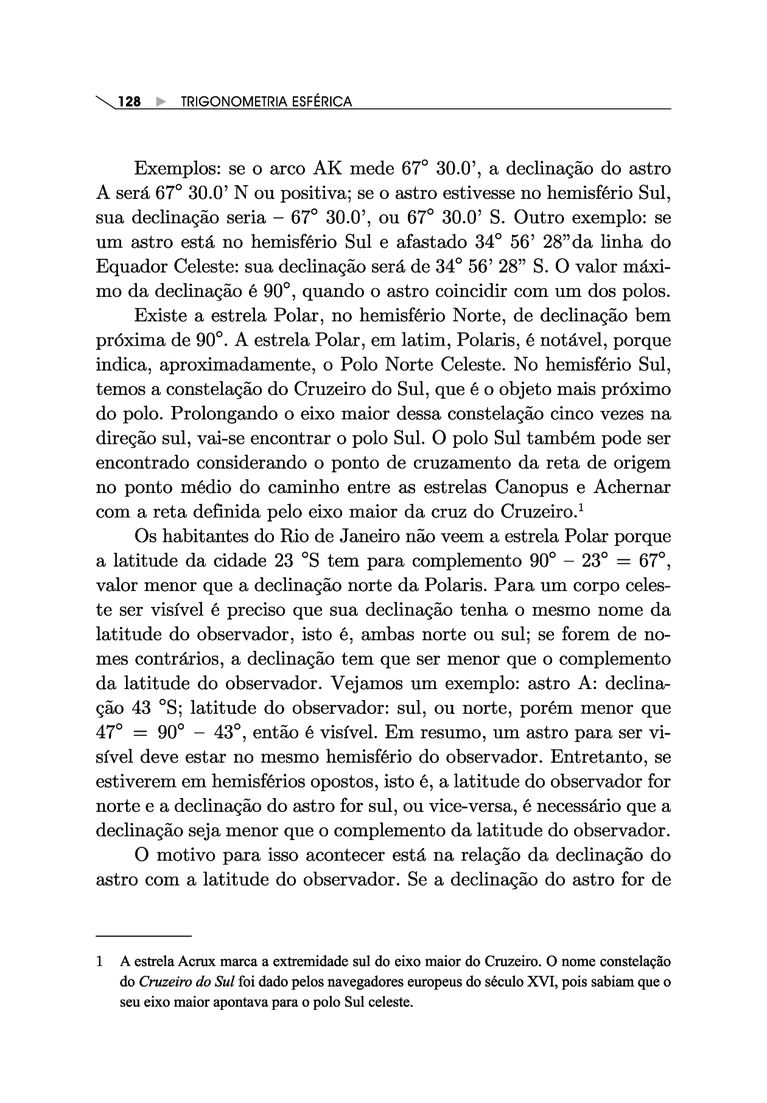 128 ► TRIGONOMETRIA ESFÉRICA
Exemplos: se o arco AK mede 67° 30.0’, a declinação do astro
A será 67° 30.0’ N ou positiva; se o astro estivesse no hemisfério Sul,
sua declinação seria – 67° 30.0’, ou 67° 30.0’ S. Outro exemplo: se
um astro está no hemisfério Sul e afastado 34° 56’ 28”da linha do
Equador Celeste: sua declinação será de 34° 56’ 28” S. O valor máxi-
mo da declinação é 90°, quando o astro coincidir com um dos polos.
Existe a estrela Polar, no hemisfério Norte, de declinação bem
próxima de 90°. A estrela Polar, em latim, Polaris, é notável, porque
indica, aproximadamente, o Polo Norte Celeste. No hemisfério Sul,
temos a constelação do Cruzeiro do Sul, que é o objeto mais próximo
do polo. Prolongando o eixo maior dessa constelação cinco vezes na
direção sul, vai-se encontrar o polo Sul. O polo Sul também pode ser
encontrado considerando o ponto de cruzamento da reta de origem
no ponto médio do caminho entre as estrelas Canopus e Achernar
com a reta definida pelo eixo maior da cruz do Cruzeiro.¹
Os habitantes do Rio de Janeiro não veem a estrela Polar porque
a latitude da cidade 23 °S tem para complemento 90° – 23° = 67°,
valor menor que a declinação norte da Polaris. Para um corpo celes-
te ser visível é preciso que sua declinação tenha o mesmo nome da
latitude do observador, isto é, ambas norte ou sul; se forem de no-
mes contrários, a declinação tem que ser menor que o complemento
da latitude do observador. Vejamos um exemplo: astro A: declina-
ção 43 °S; latitude do observador: sul, ou norte, porém menor que
47° = 90° – 43°, então é visível. Em resumo, um astro para ser vi-
sível deve estar no mesmo hemisfério do observador. Entretanto, se
estiverem em hemisférios opostos, isto é, a latitude do observador for
norte e a declinação do astro for sul, ou vice-versa, é necessário que a
declinação seja menor que o complemento da latitude do observador.
O motivo para isso acontecer está na relação da declinação do
astro com a latitude do observador. Se a declinação do astro for de
1 A estrela Acrux marca a extremidade sul do eixo maior do Cruzeiro. O nome constelação
do Cruzeiro do Sul foi dado pelos navegadores europeus do século XVI, pois sabiam que o
seu eixo maior apontava para o polo Sul celeste.